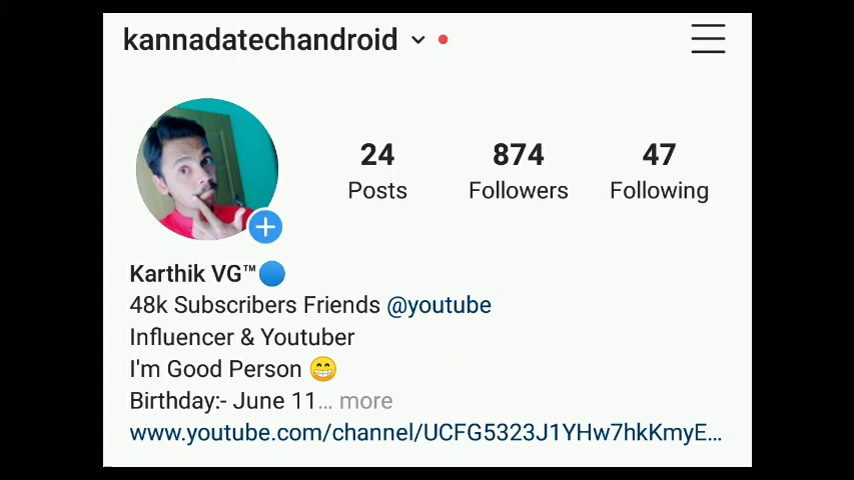 kannadatechandroid
24 874 47
Posts Followers Following
Karthik VG™🔵
48k Subscribers Friends @youtube
Influencer & Youtuber
I'm Good Person 😁
Birthday:- June 11... more
www.youtube.com/channel/UCFG5323J1YHw7hkKmyE...